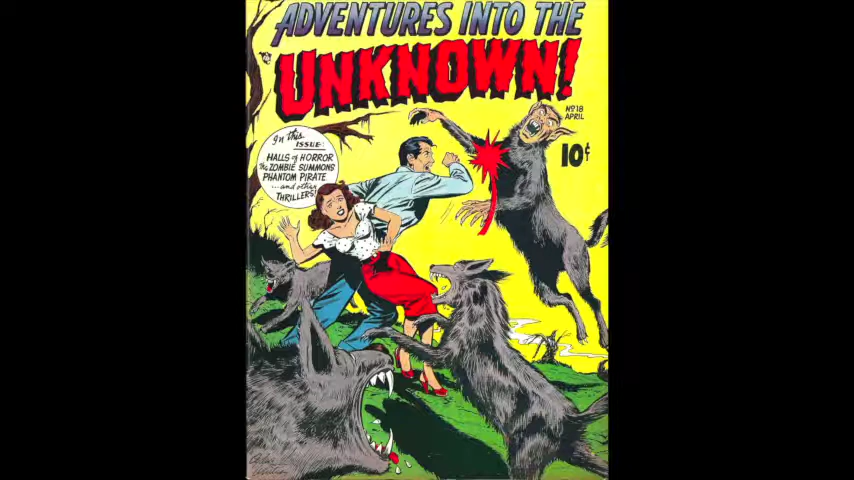 ADVENTURES INTO THE
UNKNOWN!
Nº 18
APRIL
10¢
In this
ISSUE:
HALLS of HORROR
The ZOMBIE SUMMONS
PHANTOM PIRATE
...and other
THRILLERS!